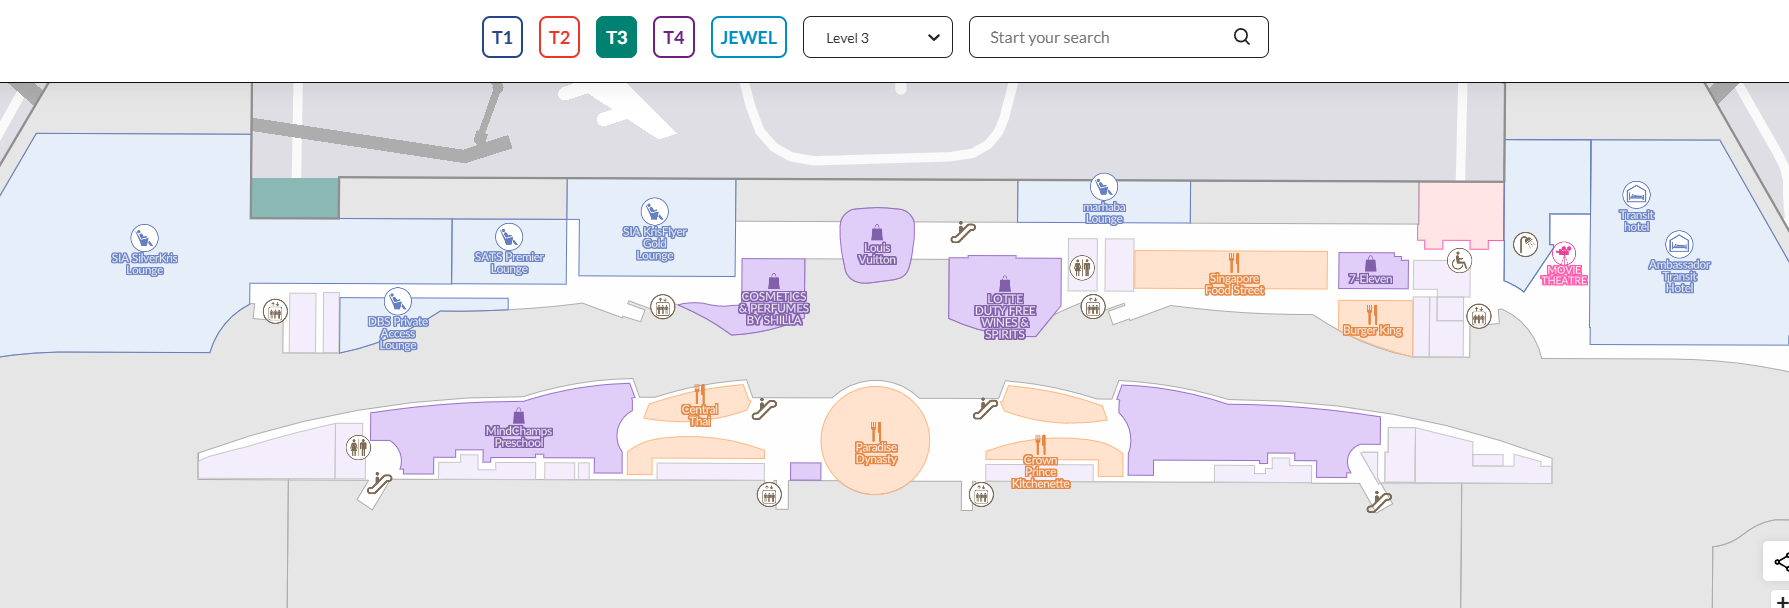 T1
T2
T3
T4
JEWEL
Level 3
Start your search
SIA SilverKris
Lounge
SATS Premier
Lounge
SIA KrisFlyer
Gold
Lounge
DBS Private
Access
Lounge
COSMETICS
& PERFUMES
BY SHILLA
Louis
Vuitton
LOTTE
DUTY FREE
WINES &
SPIRITS
marhaba
Lounge
Singapore
Food Street
7-Eleven
Burger King
MOVIE
THEATRE
Transit
hotel
Ambassador
Transit
Hotel
MindChamps
Preschool
Central
Thai
Paradise
Dynasty
Crown
Prince
Kitchenette